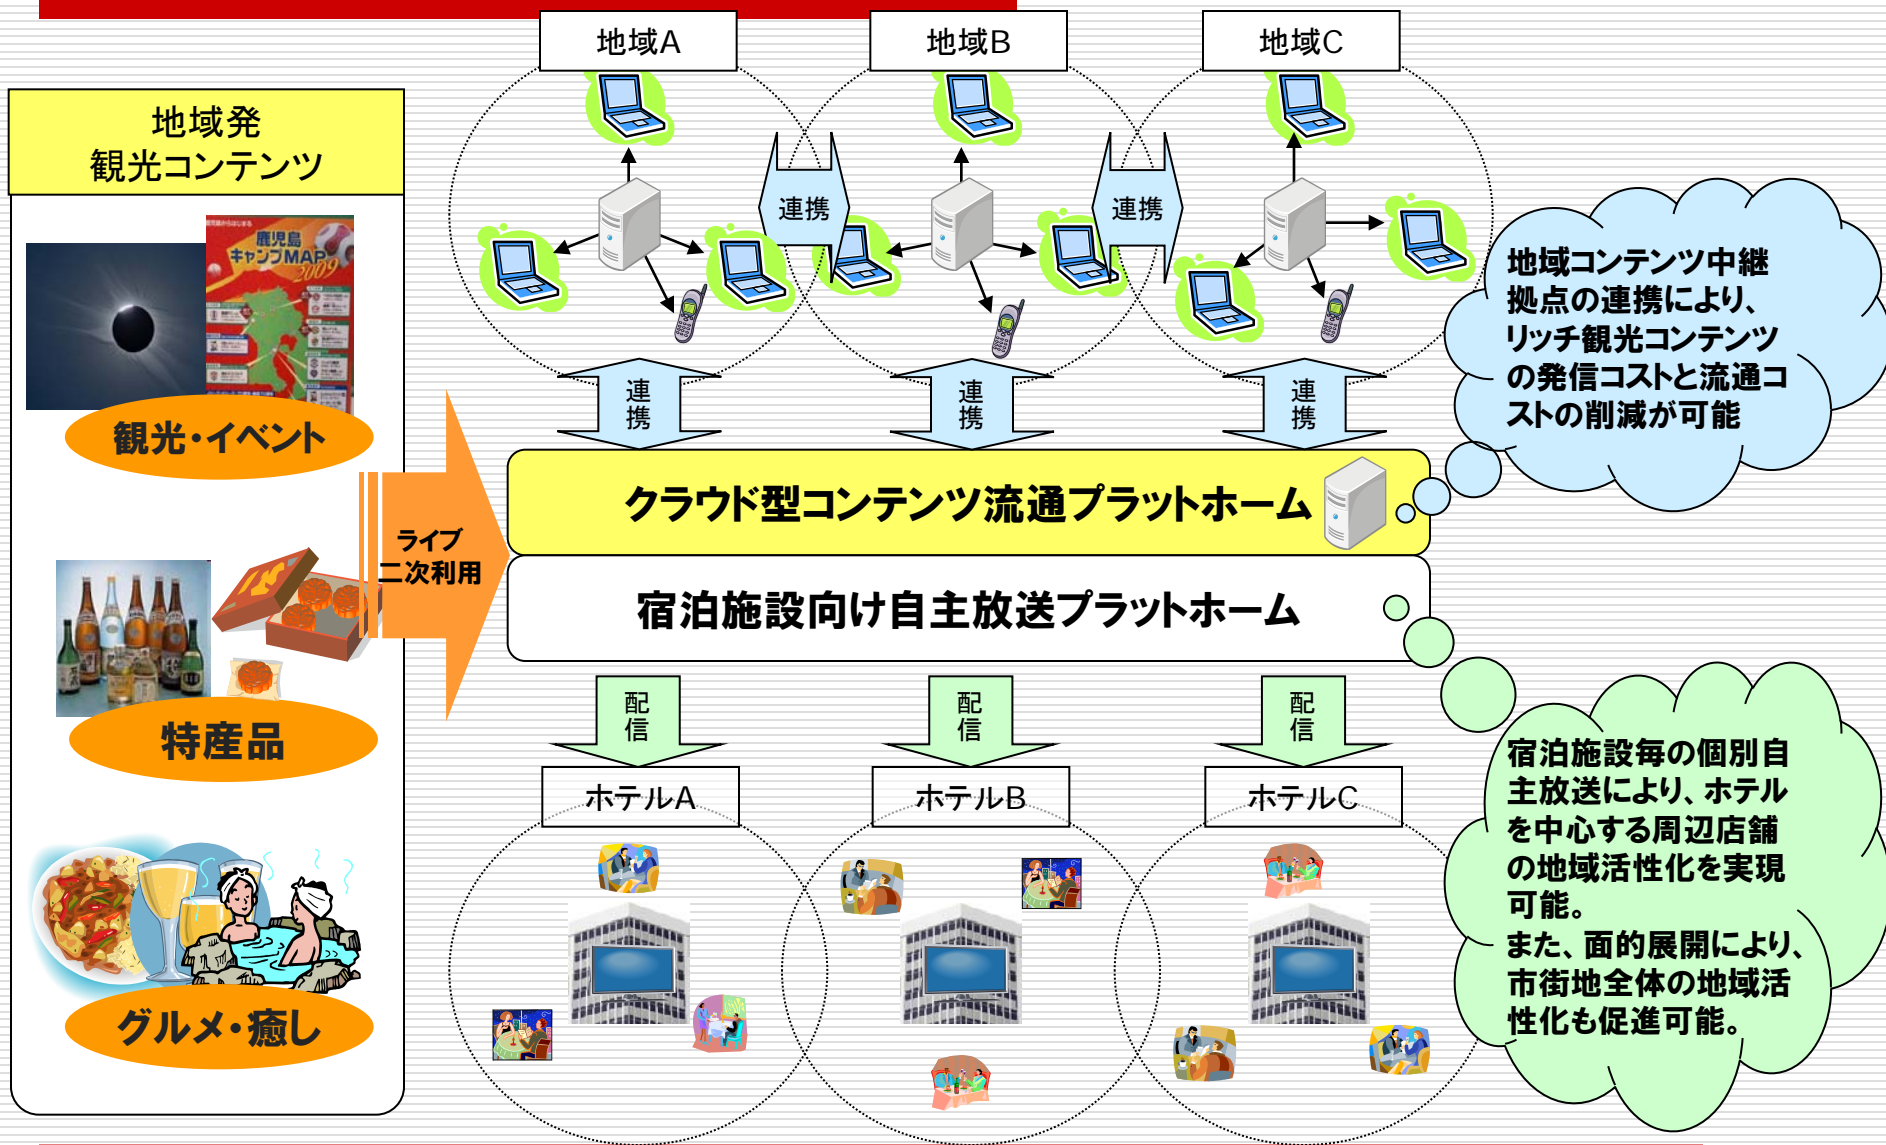 地域A
地域B
地域C
地域発
観光コンテンツ
鹿児島
キャンプMAP
2009
観光・イベント
特産品
グルメ・癒し
ライブ
二次利用
連携
連携
連携
連携
連携
クラウド型コンテンツ流通プラットホーム
宿泊施設向け自主放送プラットホーム
配信
配信
配信
ホテルA
ホテルB
ホテルC
地域コンテンツ中継
拠点の連携により、
リッチ観光コンテンツ
の発信コストと流通コ
ストの削減が可能
宿泊施設毎の個別自
主放送により、ホテル
を中心する周辺店舗
の地域活性化を実現
可能。
また、面的展開により、
市街地全体の地域活
性化も促進可能。